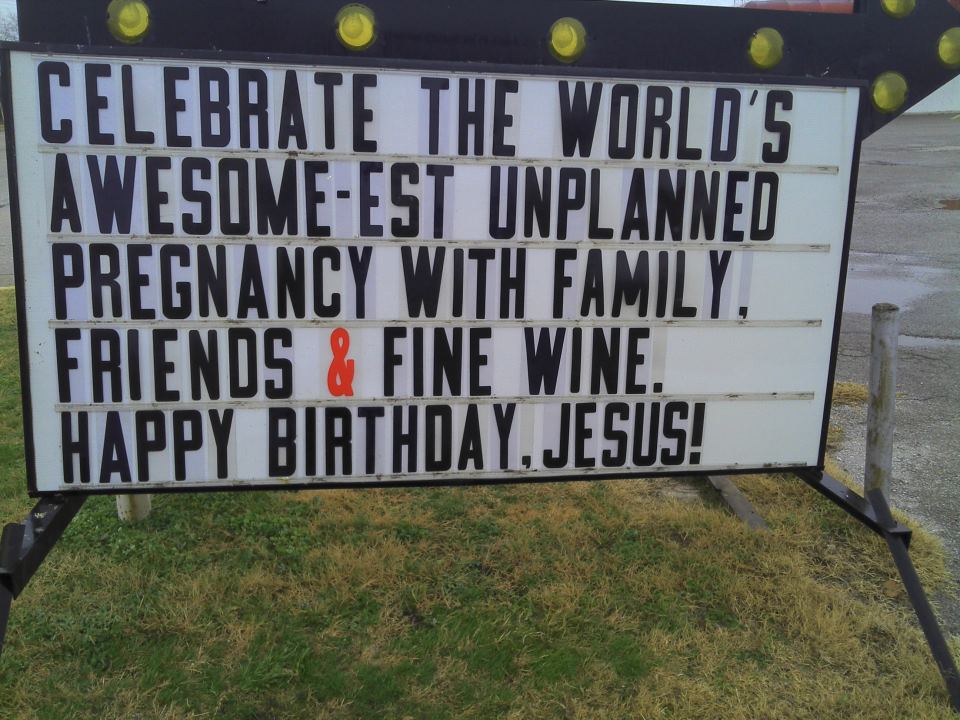 CELEBRATE THE WORLD'S
AWESOME-EST UNPLANNED
PREGNANCY WITH FAMILY,
FRIENDS & FINE WINE.
HAPPY BIRTHDAY, JESUS!